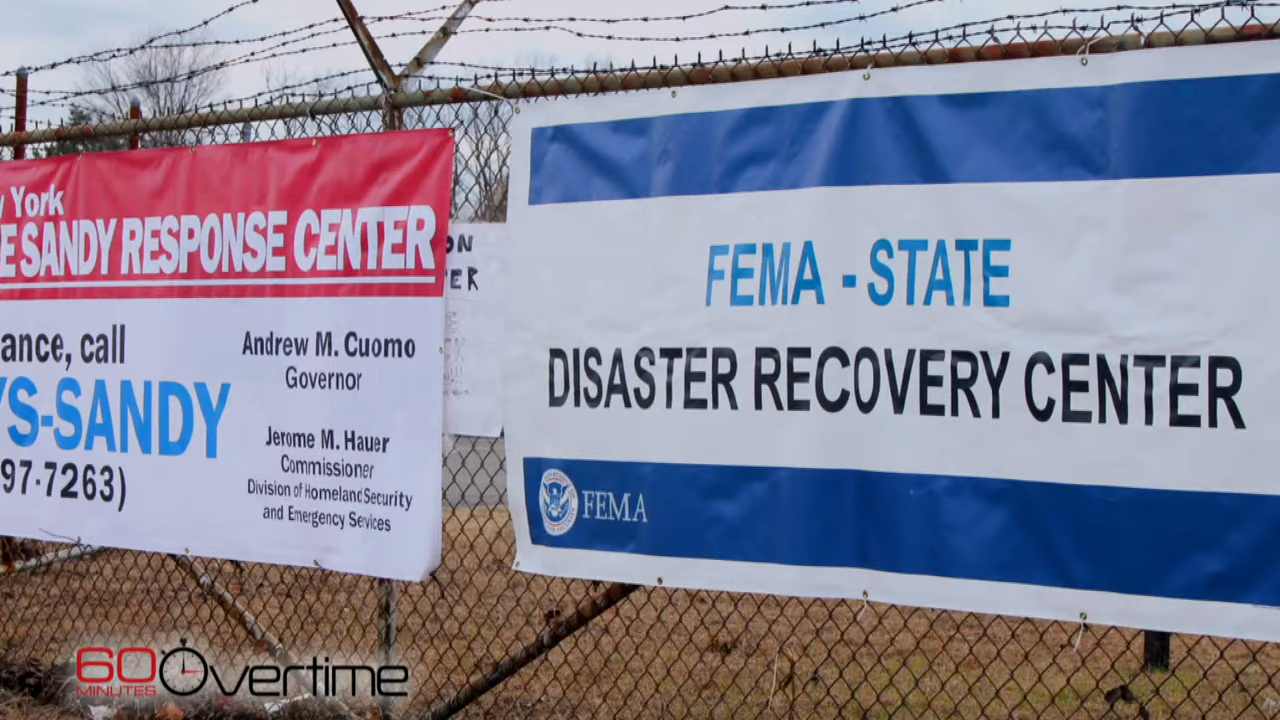 York
SANDY RESPONSE CENTER
ance, call
S-SANDY
97-7263)
Andrew M. Cuomo
Governor
Jerome M. Hauer
Commissioner
Division of Homeland Security
and Emergency Services
ON
ER
FEMA - STATE
DISASTER RECOVERY CENTER
FEMA
60 Overtime
MINUTES